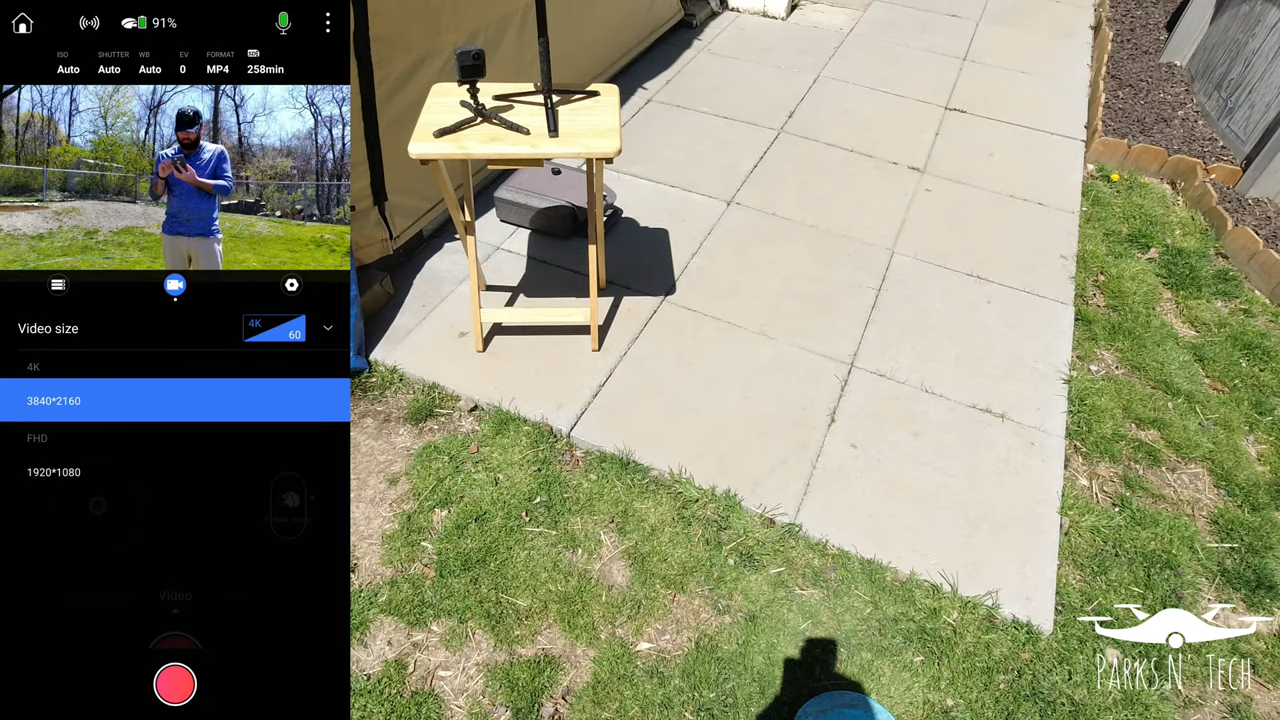 91%
ISO SHUTTER WB EV FORMAT
Auto Auto Auto 0 MP4 258min
Video size
4K
60
4K
3840*2160
FHD
1920*1080
Video
PARKS N' TECH